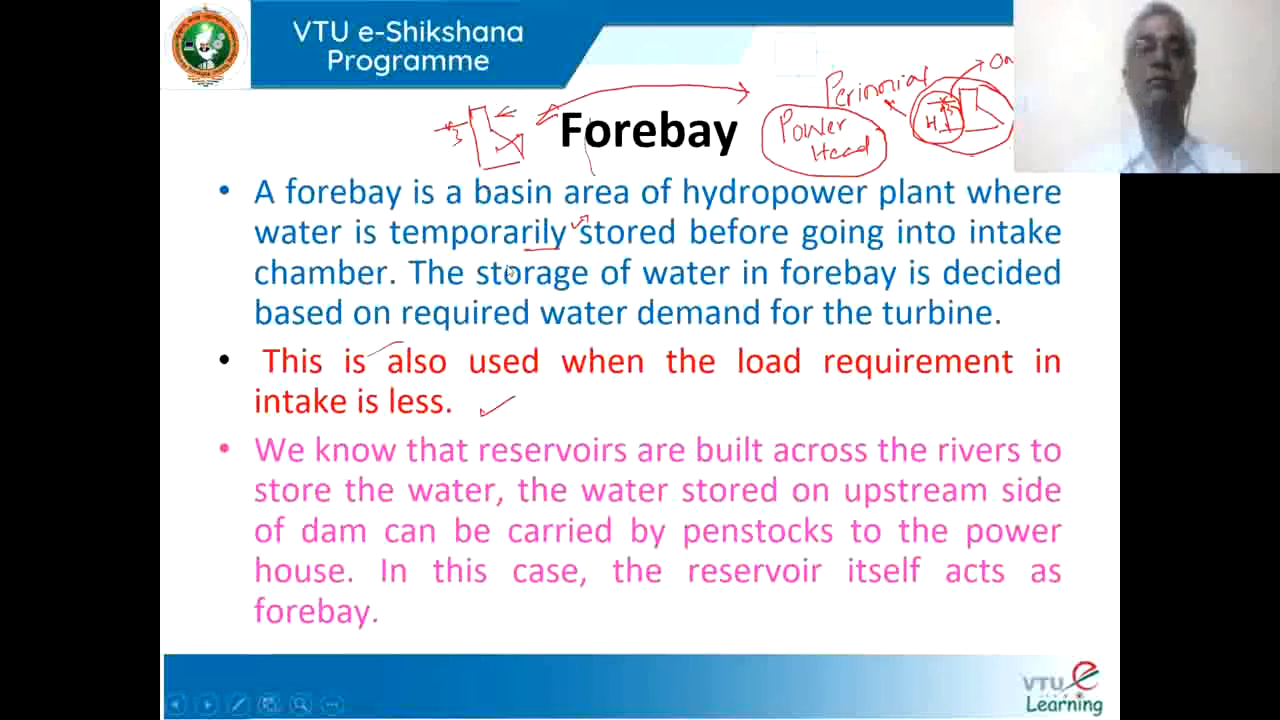 VTU e-Shikshana
Programme
Perinnial
Forebay
Power
Head
H
• A forebay is a basin area of hydropower plant where
water is temporarily stored before going into intake
chamber. The storage of water in forebay is decided
based on required water demand for the turbine.
• This is also used when the load requirement in
intake is less.
• We know that reservoirs are built across the rivers to
store the water, the water stored on upstream side
of dam can be carried by penstocks to the power
house. In this case, the reservoir itself acts as
forebay.
VTU e
Learning